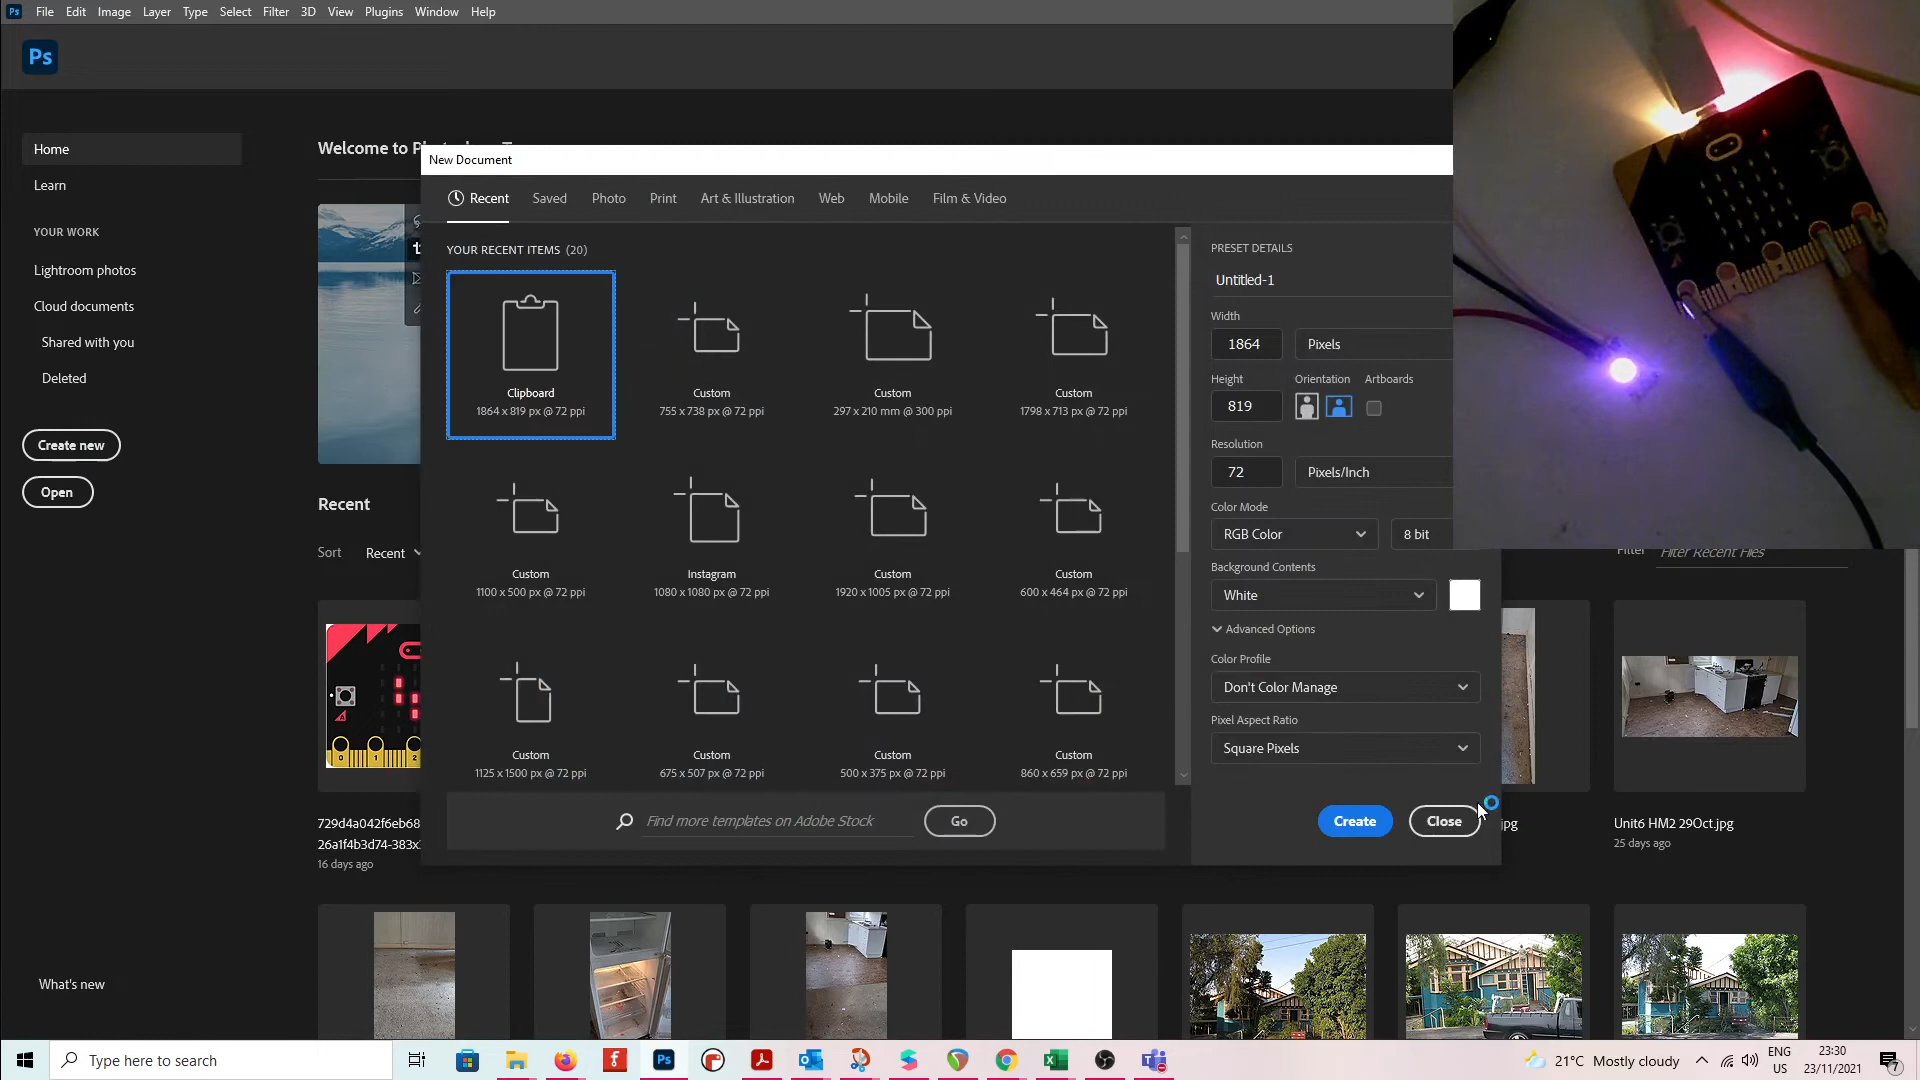 Ps File Edit Image Layer Type Select Filter 3D View Plugins Window Help
Ps
Home
Learn
YOUR WORK
Lightroom photos
Cloud documents
Shared with you
Deleted
Create new
Open
What's new
Welcome to
New Document
Recent Saved Photo Print Art & Illustration Web Mobile Film & Video
YOUR RECENT ITEMS (20)
Clipboard
1864 x 819 px @ 72 ppi
Custom
755 x 738 px @ 72 ppi
Custom
297 x 210 mm @ 300 ppi
Custom
1798 x 713 px @ 72 ppi
Custom
1100 x 500 px @ 72 ppi
Instagram
1080 x 1080 px @ 72 ppi
Custom
1920 x 1005 px @ 72 ppi
Custom
600 x 464 px @ 72 ppi
Custom
1125 x 1500 px @ 72 ppi
Custom
675 x 507 px @ 72 ppi
Custom
500 x 375 px @ 72 ppi
Custom
860 x 659 px @ 72 ppi
Find more templates on Adobe Stock
Go
PRESET DETAILS
Untitled-1
Width
1864 Pixels
Height Orientation Artboards
819
Resolution
72 Pixels/Inch
Color Mode
RGB Color 8 bit
Background Contents
White
Advanced Options
Color Profile
Don't Color Manage
Pixel Aspect Ratio
Square Pixels
Create Close
Recent
Sort Recent
Filter Filter Recent Files
0 1 2
A
729d4a042f6eb68
26a1f4b3d74-383x
16 days ago
jpg
Unit6 HM2 29Oct.jpg
25 days ago
Type here to search
Ps
21°C Mostly cloudy
ENG
US
23:30
23/11/2021
7